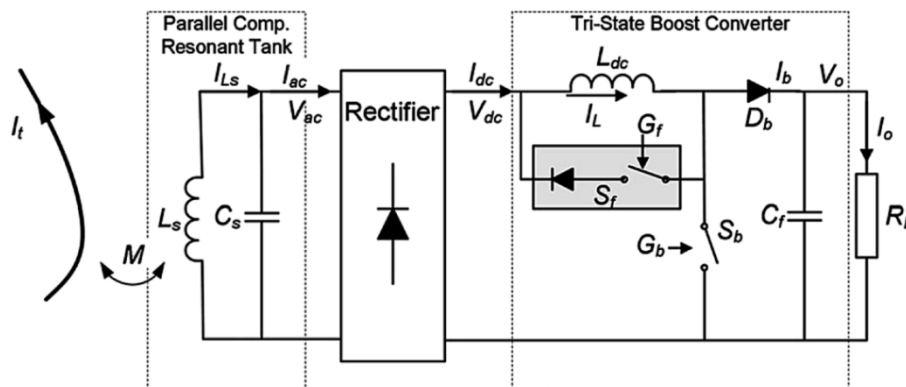 Parallel Comp.
Resonant Tank
Tri-State Boost Converter
I_t
M
I_Ls
L_s
C_s
I_ac
V_ac
Rectifier
I_dc
V_dc
L_dc
I_L
G_f
S_f
G_b
S_b
D_b
I_b
C_f
V_o
I_o